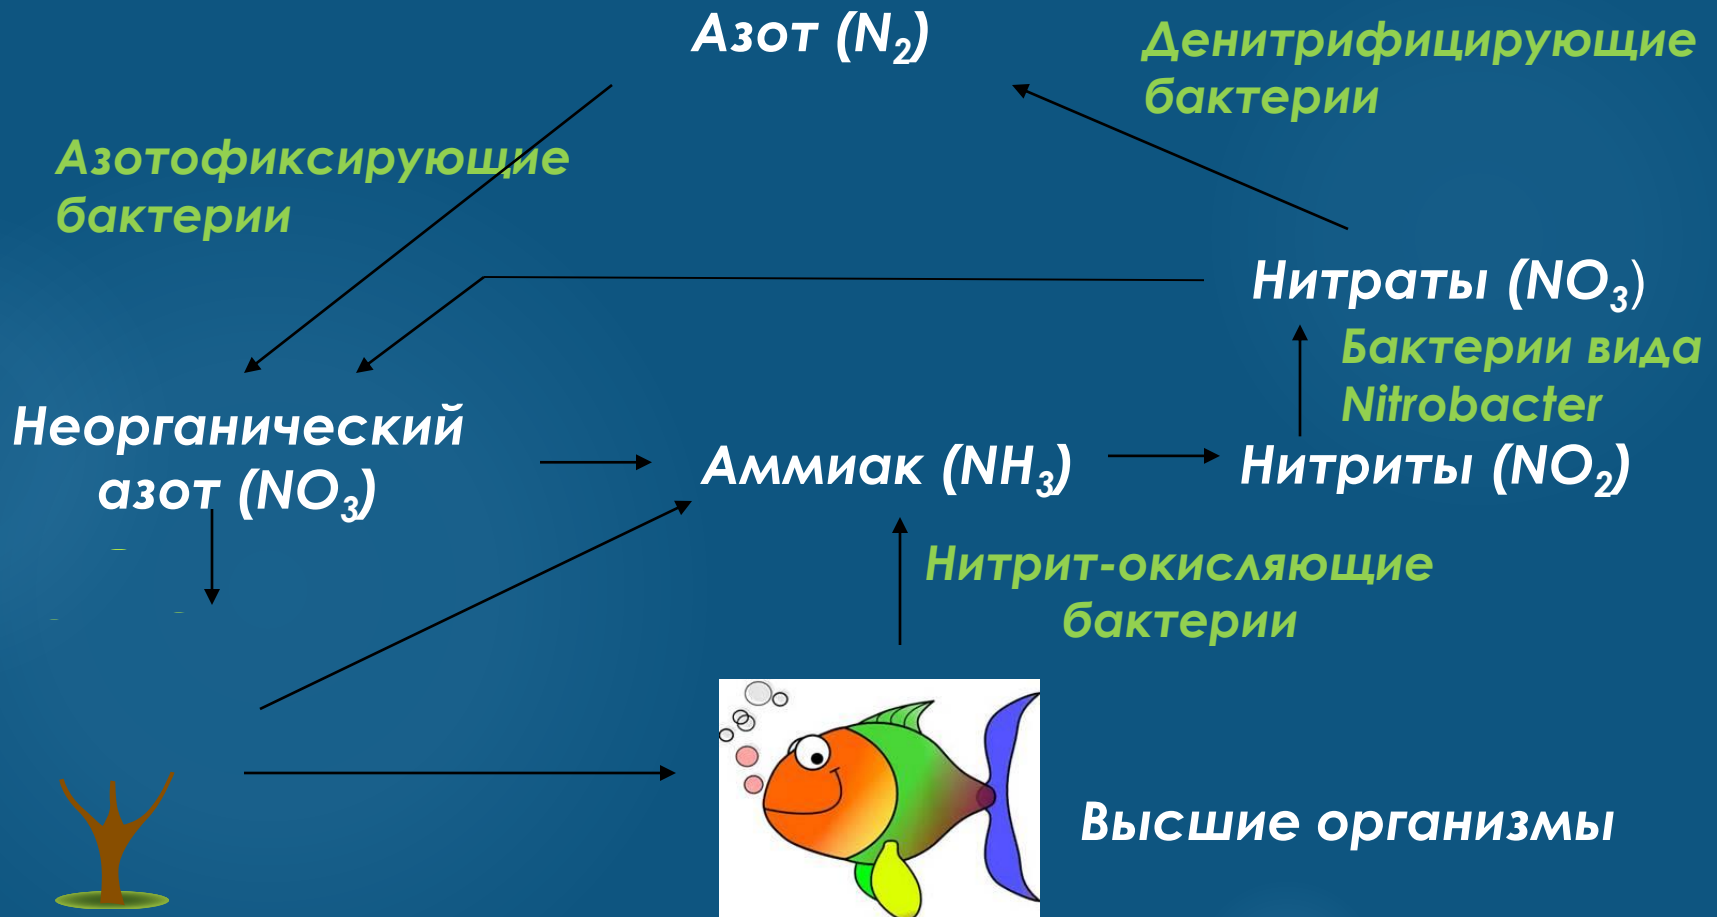 Азот (N₂)
Денитрифицирующие
бактерии
Азотофиксирующие
бактерии
Нитраты (NO₃)
Бактерии вида
Nitrobacter
Неорганический
азот (NO₃)
Аммиак (NH₃)
Нитриты (NO₂)
Нитрит-окисляющие
бактерии
Высшие организмы